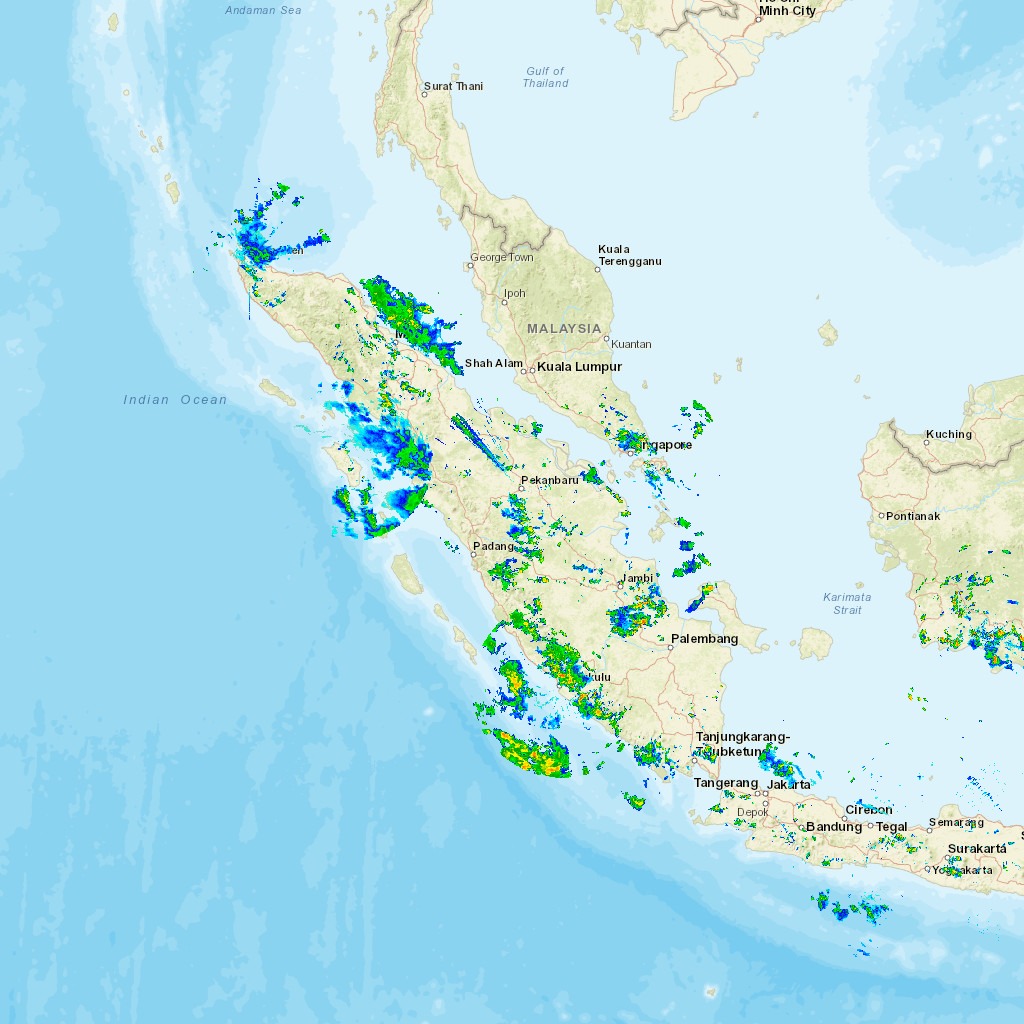 Andaman Sea
Minh City
Gulf of
Thailand
Surat Thani
Kuala
Terengganu
George Town
Ipoh
MALAYSIA
Kuantan
Shah Alam
Kuala Lumpur
Indian Ocean
Kuching
Pekanbaru
Pontianak
Padang
Jambi
Karimata
Strait
Palembang
Tanjungkarang-
Tangerang
Jakarta
Depok
Cirebon
Bandung
Tegal
Semarang
Surakarta